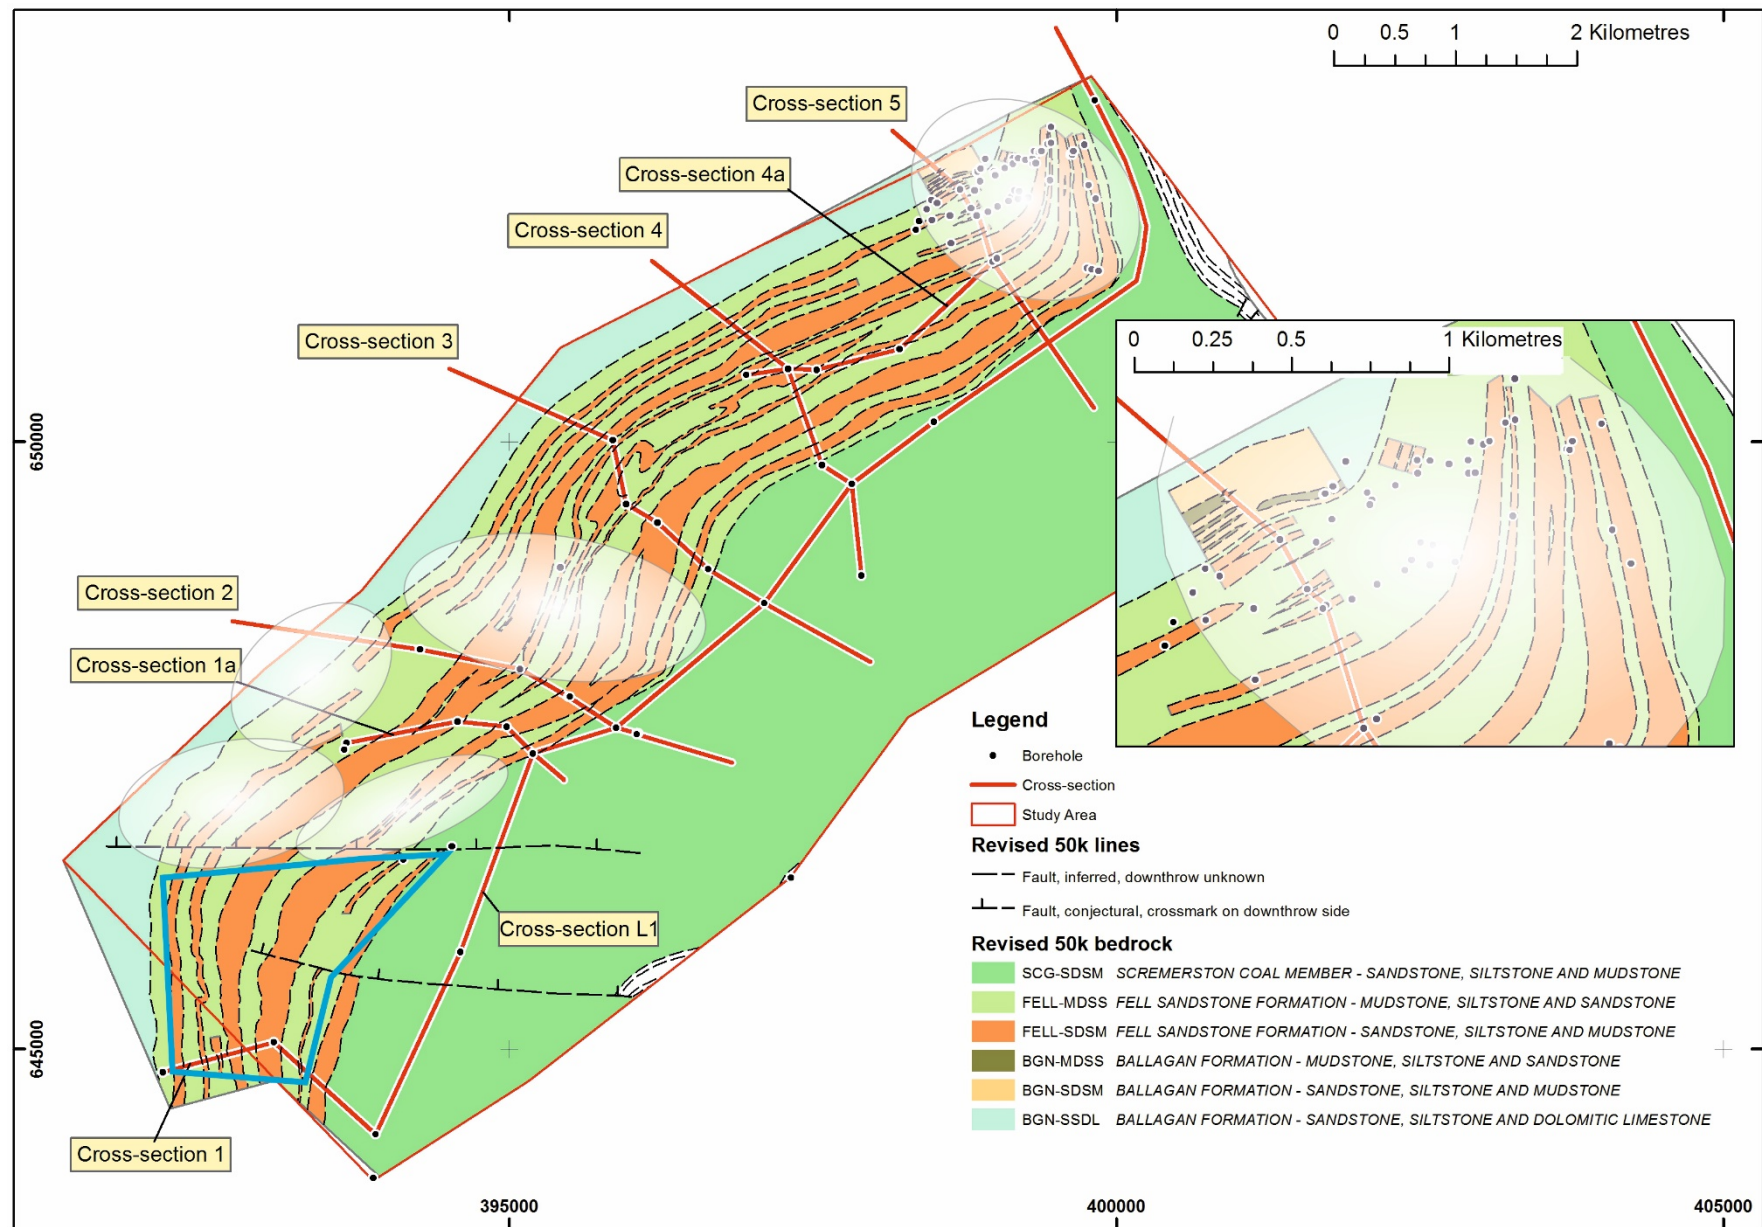 0 0.5 1 2 Kilometres
Cross-section 5
Cross-section 4a
Cross-section 4
Cross-section 3
0 0.25 0.5 1 Kilometres
650000
Cross-section 2
Cross-section 1a
Cross-section L1
645000
Cross-section 1
Legend
Borehole
Cross-section
Study Area
Revised 50k lines
Fault, inferred, downthrow unknown
Fault, conjectural, crossmark on downthrow side
Revised 50k bedrock
SCG-SDSM SCREMERSTON COAL MEMBER - SANDSTONE, SILTSTONE AND MUDSTONE
FELL-MDSS FELL SANDSTONE FORMATION - MUDSTONE, SILTSTONE AND SANDSTONE
FELL-SDSM FELL SANDSTONE FORMATION - SANDSTONE, SILTSTONE AND MUDSTONE
BGN-MDSS BALLAGAN FORMATION - MUDSTONE, SILTSTONE AND SANDSTONE
BGN-SDSM BALLAGAN FORMATION - SANDSTONE, SILTSTONE AND MUDSTONE
BGN-SSDL BALLAGAN FORMATION - SANDSTONE, SILTSTONE AND DOLOMITIC LIMESTONE
395000 400000 405000